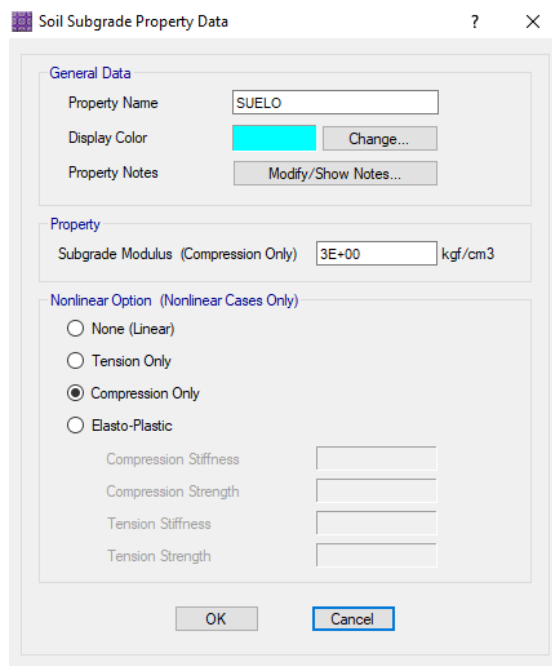 Soil Subgrade Property Data ? ×
General Data
Property Name SUELO
Display Color Change...
Property Notes Modify/Show Notes...
Property
Subgrade Modulus (Compression Only) 3E+00 kgf/cm3
Nonlinear Option (Nonlinear Cases Only)
None (Linear)
Tension Only
Compression Only
Elasto-Plastic
Compression Stiffness
Compression Strength
Tension Stiffness
Tension Strength
OK Cancel